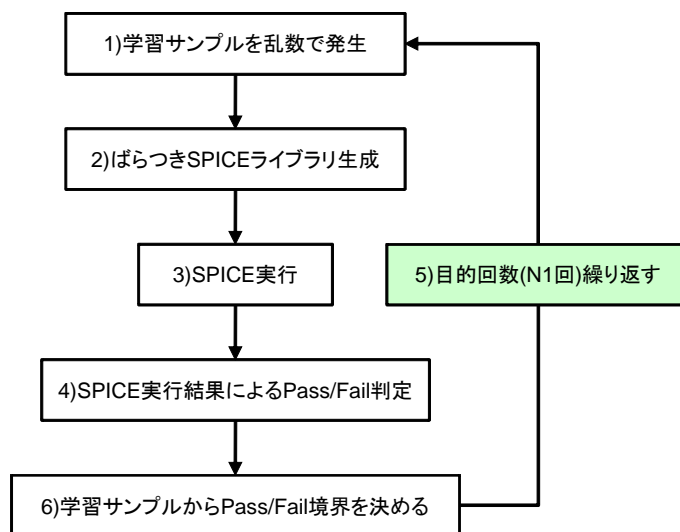 1)学習サンプルを乱数で発生
2)ばらつきSPICEライブラリ生成
3)SPICE実行
5)目的回数(N1回)繰り返す
4)SPICE実行結果によるPass/Fail判定
6)学習サンプルからPass/Fail境界を決める